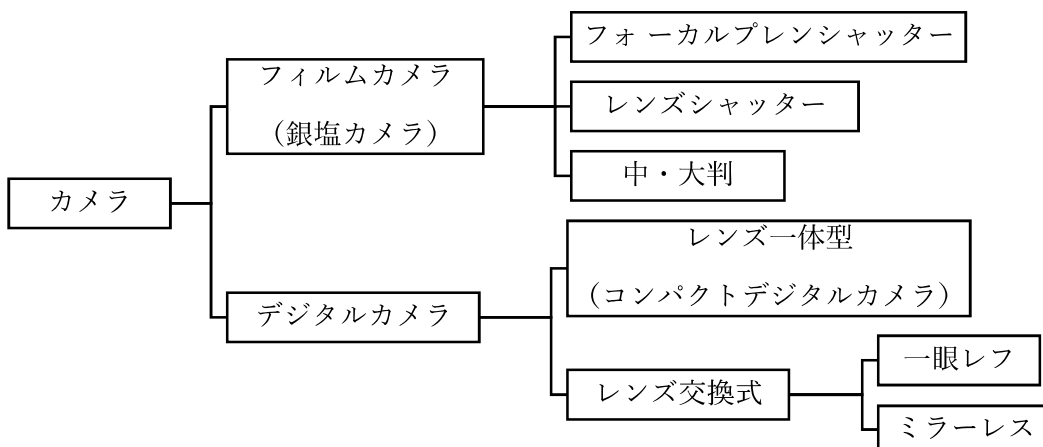 カメラ
フィルムカメラ
（銀塩カメラ）
フォーカルプレンシャッター
レンズシャッター
中・大判
デジタルカメラ
レンズ一体型
（コンパクトデジタルカメラ）
レンズ交換式
一眼レフ
ミラーレス